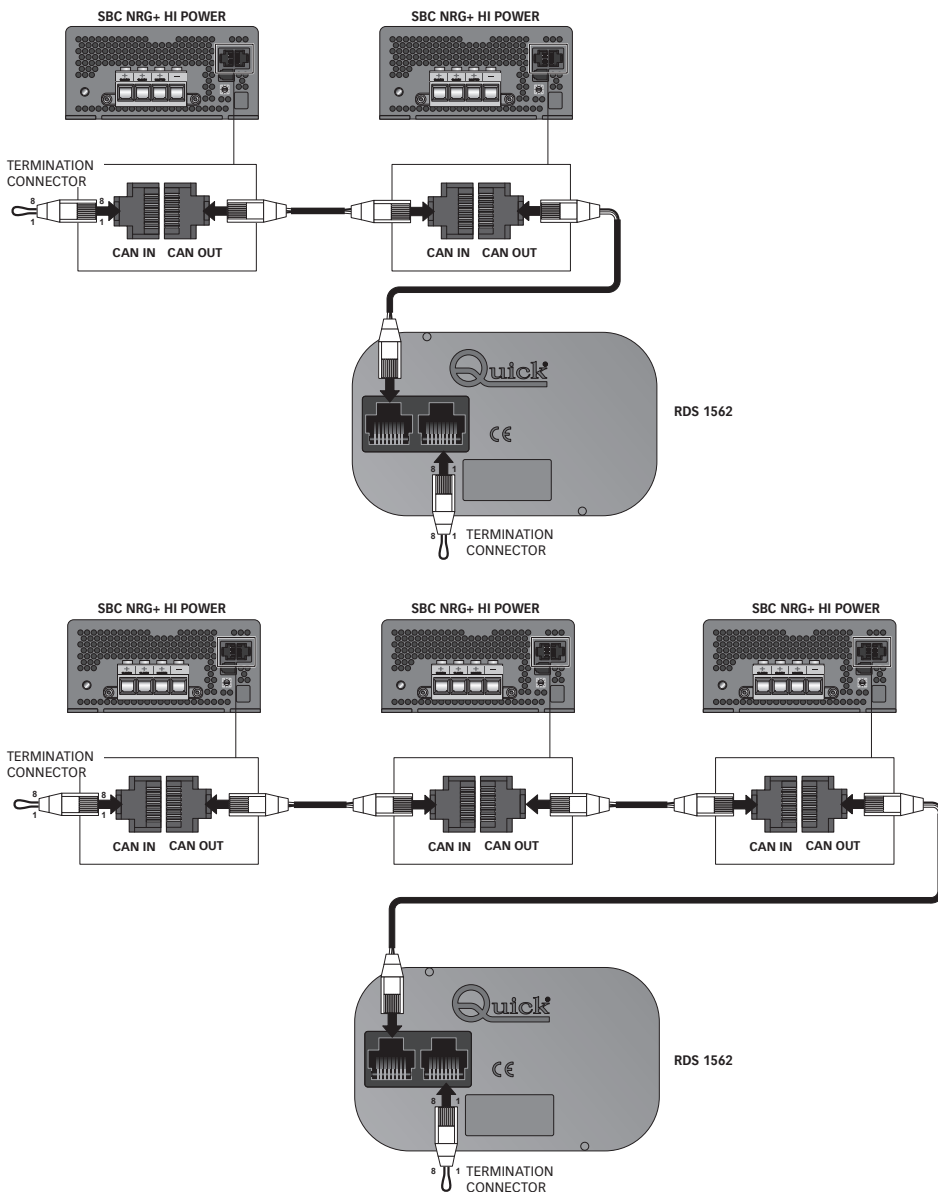 SBC NRG+ HI POWER
SBC NRG+ HI POWER
TERMINATION
CONNECTOR
8
1
8
1
CAN IN CAN OUT
CAN IN CAN OUT
Quick®
RDS 1562
CE
8 1
8 1
TERMINATION
CONNECTOR
SBC NRG+ HI POWER
SBC NRG+ HI POWER
SBC NRG+ HI POWER
TERMINATION
CONNECTOR
8
1
8
1
CAN IN CAN OUT
CAN IN CAN OUT
CAN IN CAN OUT
Quick®
RDS 1562
CE
8 1
8 1
TERMINATION
CONNECTOR